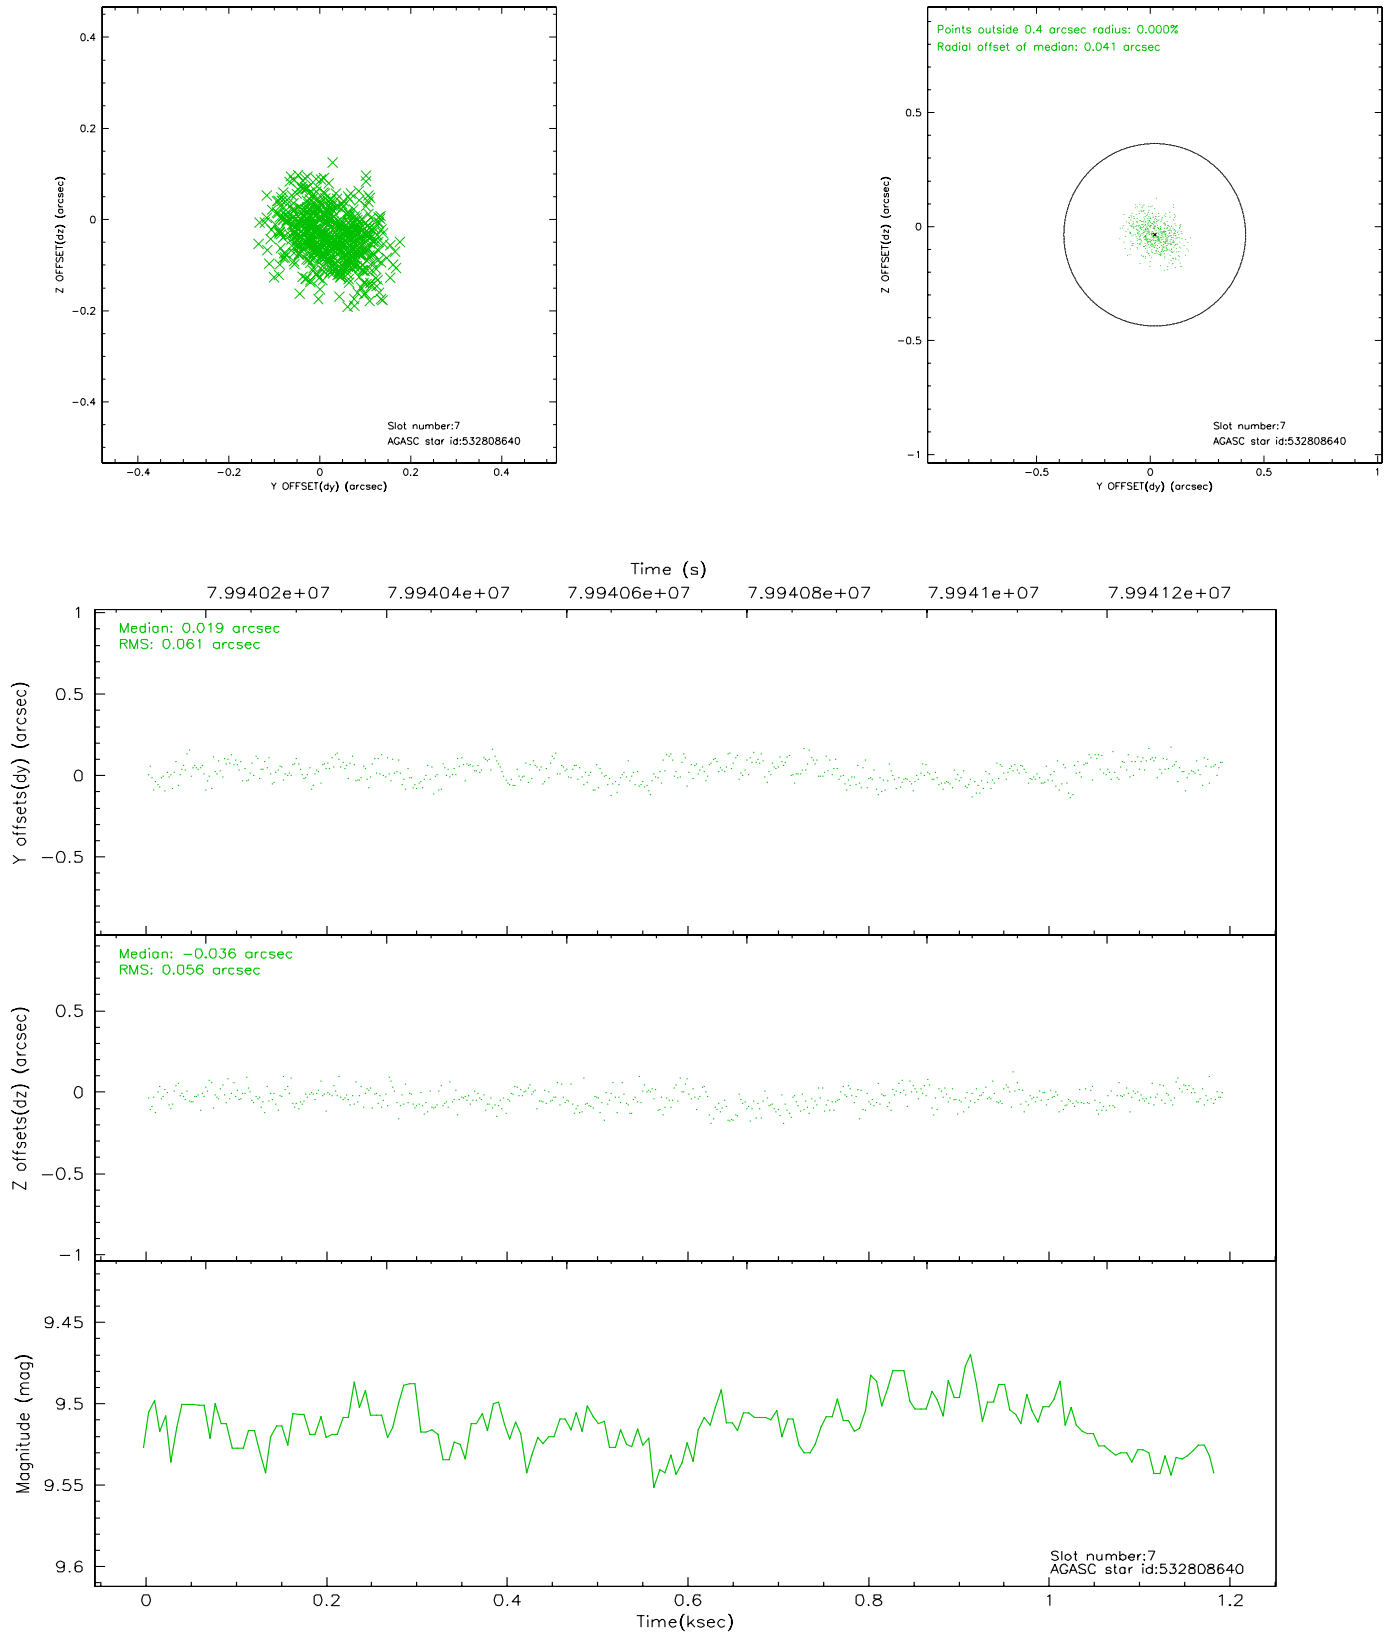 0.4
0.2
0
−0.2
−0.4
Z OFFSET(dz) (arcsec)
−0.4 −0.2 0 0.2 0.4
Y OFFSET(dy) (arcsec)
Slot number:7
AGASC star id:532808640
Points outside 0.4 arcsec radius: 0.000%
Radial offset of median: 0.041 arcsec
0.5
0
−0.5
−1
Z OFFSET(dz) (arcsec)
−0.5 0 0.5 1
Y OFFSET(dy) (arcsec)
Slot number:7
AGASC star id:532808640
Time (s)
7.99402e+07 7.99404e+07 7.99406e+07 7.99408e+07 7.9941e+07 7.99412e+07
Median: 0.019 arcsec
RMS: 0.061 arcsec
1
0.5
0
−0.5
Y offsets(dy) (arcsec)
Median: −0.036 arcsec
RMS: 0.056 arcsec
0.5
0
−0.5
−1
Z offsets(dz) (arcsec)
9.45
9.5
9.55
9.6
Magnitude (mag)
Slot number:7
AGASC star id:532808640
0 0.2 0.4 0.6 0.8 1 1.2
Time(ksec)